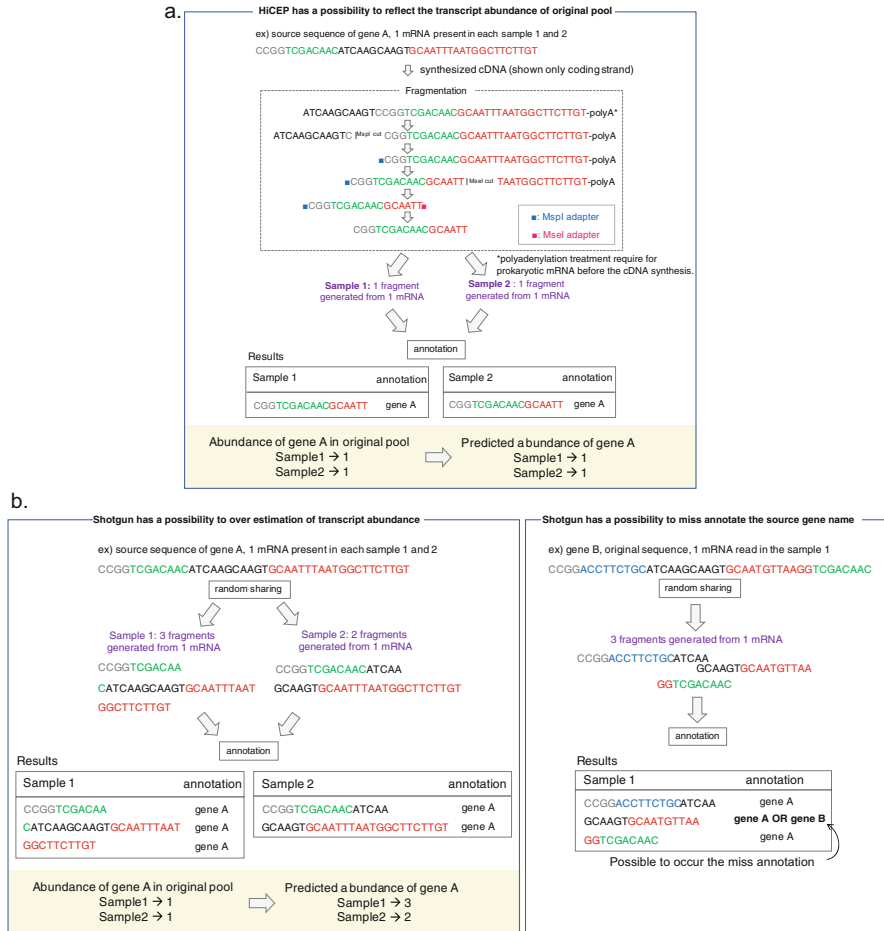 a.
HiCEP has a possibility to reflect the transcript abundance of original pool
ex) source sequence of gene A, 1 mRNA present in each sample 1 and 2
CCGGTCGACAACATCAAGCAAGTGCAATTTAATGGCTTCTTGT
synthesized cDNA (shown only coding strand)
Fragmentation
ATCAAGCAAGTCCGGTCGACAACGCAATTTAATGGCTTCTTGT-polyA*
ATCAAGCAAGTC |MspI cut CGGTCGACAACGCAATTTAATGGCTTCTTGT-polyA
CGGTCGACAACGCAATTTAATGGCTTCTTGT-polyA
CGGTCGACAACGCAATT |MseI cut TAATGGCTTCTTGT-polyA
CGGTCGACAACGCAATT
CGGTCGACAACGCAATT
: MspI adapter
: MseI adapter
*polyadenylation treatment require for
prokaryotic mRNA before the cDNA synthesis.
Sample 1: 1 fragment
generated from 1 mRNA
Sample 2 : 1 fragment
generated from 1 mRNA
annotation
Results
Sample 1 annotation
CGGTCGACAACGCAATT gene A
Sample 2 annotation
CGGTCGACAACGCAATT gene A
Abundance of gene A in original pool
Sample1 → 1
Sample2 → 1
Predicted a bundance of gene A
Sample1 → 1
Sample2 → 1
b.
Shotgun has a possibility to over estimation of transcript abundance
ex) source sequence of gene A, 1 mRNA present in each sample 1 and 2
CCGGTCGACAACATCAAGCAAGTGCAATTTAATGGCTTCTTGT
random sharing
Sample 1: 3 fragments
generated from 1 mRNA
CCGGTCGACAA
CATCAAGCAAGTGCAATTTAAT
GGCTTCTTGT
Sample 2: 2 fragments
generated from 1 mRNA
CCGGTCGACAACATCAA
GCAAGTGCAATTTAATGGCTTCTTGT
annotation
Results
Sample 1 annotation
CCGGTCGACAA gene A
CATCAAGCAAGTGCAATTTAAT gene A
GGCTTCTTGT gene A
Sample 2 annotation
CCGGTCGACAACATCAA gene A
GCAAGTGCAATTTAATGGCTTCTTGT gene A
Abundance of gene A in original pool
Sample1 → 1
Sample2 → 1
Predicted a bundance of gene A
Sample1 → 3
Sample2 → 2
Shotgun has a possibility to miss annotate the source gene name
ex) gene B, original sequence, 1 mRNA read in the sample 1
CCGGACCTTCTGCATCAAGCAAGTGCAATGTTAAGGTCGACAAC
random sharing
3 fragments generated from 1 mRNA
CCGGACCTTCTGCATCAA
GCAAGTGCAATGTTAA
GGTCGACAAC
annotation
Results
Sample 1 annotation
CCGGACCTTCTGCATCAA gene A
GCAAGTGCAATGTTAA gene A OR gene B
GGTCGACAAC gene A
Possible to occur the miss annotation